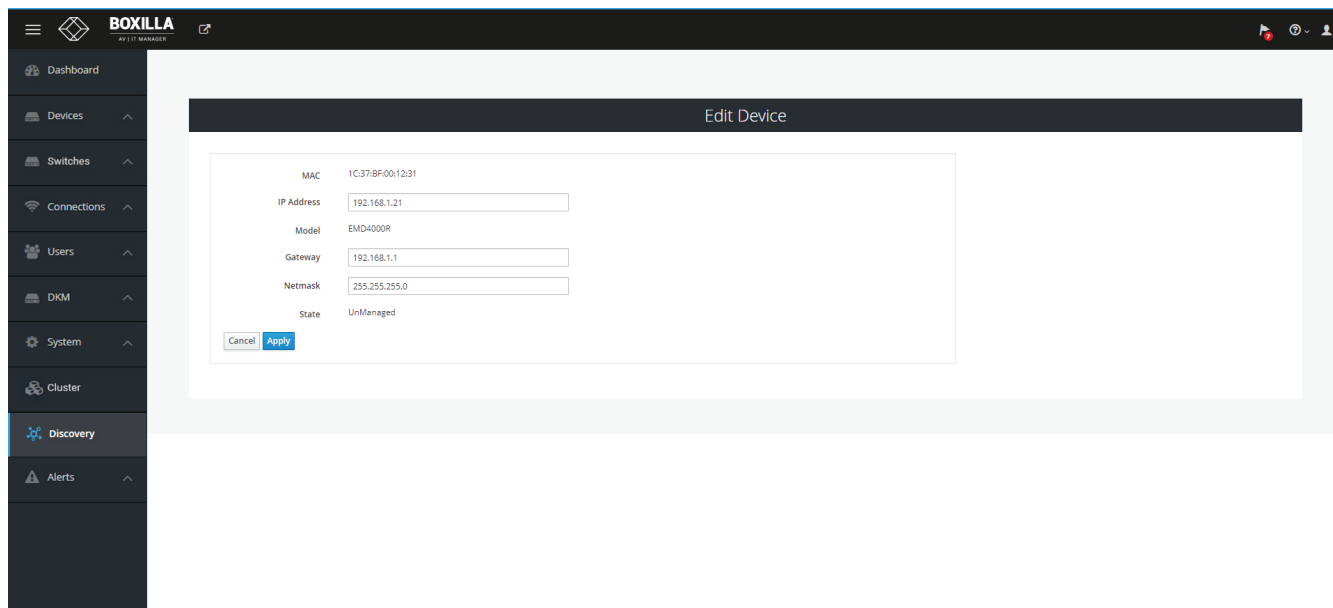 BOXILLA
AV | IT MANAGER
7
Dashboard
Devices
Switches
Connections
Users
DKM
System
Cluster
Discovery
Alerts
Edit Device
MAC 1C:37:BF:00:12:31
IP Address 192.168.1.21
Model EMD4000R
Gateway 192.168.1.1
Netmask 255.255.255.0
State UnManaged
Cancel Apply